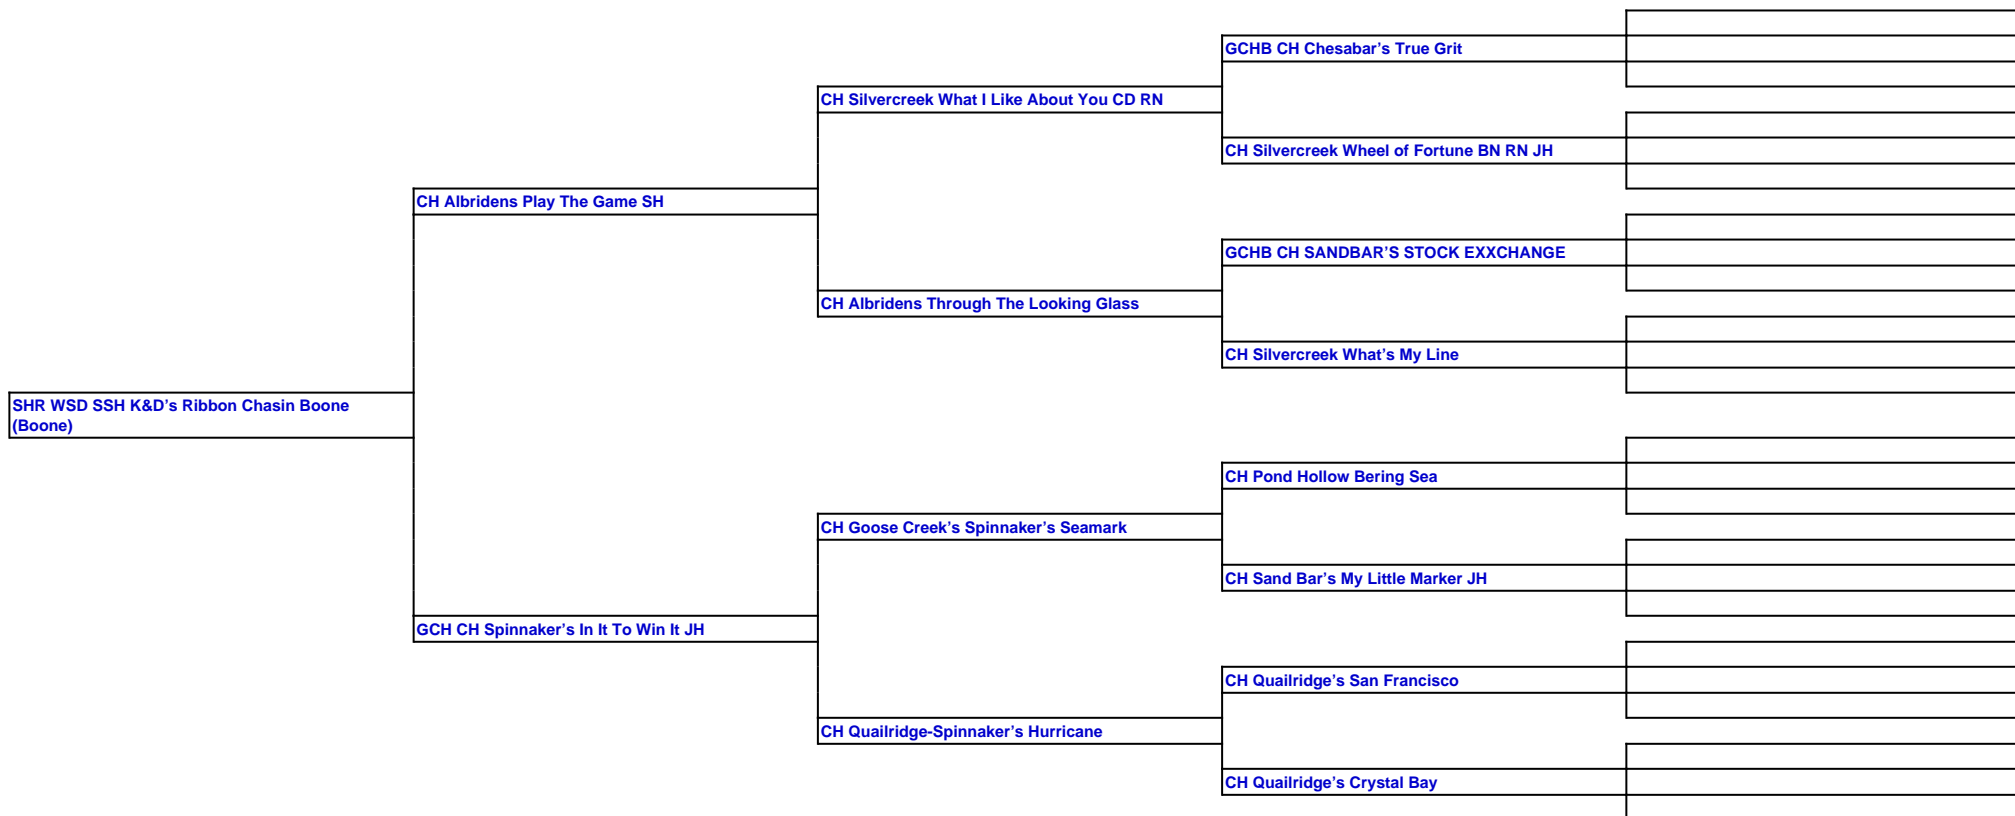 GCHB CH Chesabar’s True Grit
CH Silvercreek What I Like About You CD RN
CH Silvercreek Wheel of Fortune BN RN JH
CH Albridens Play The Game SH
GCHB CH SANDBAR’S STOCK EXXCHANGE
CH Albridens Through The Looking Glass
CH Silvercreek What’s My Line
SHR WSD SSH K&D’s Ribbon Chasin Boone
(Boone)
CH Pond Hollow Bering Sea
CH Goose Creek’s Spinnaker’s Seamark
CH Sand Bar’s My Little Marker JH
GCH CH Spinnaker’s In It To Win It JH
CH Quailridge’s San Francisco
CH Quailridge-Spinnaker’s Hurricane
CH Quailridge’s Crystal Bay